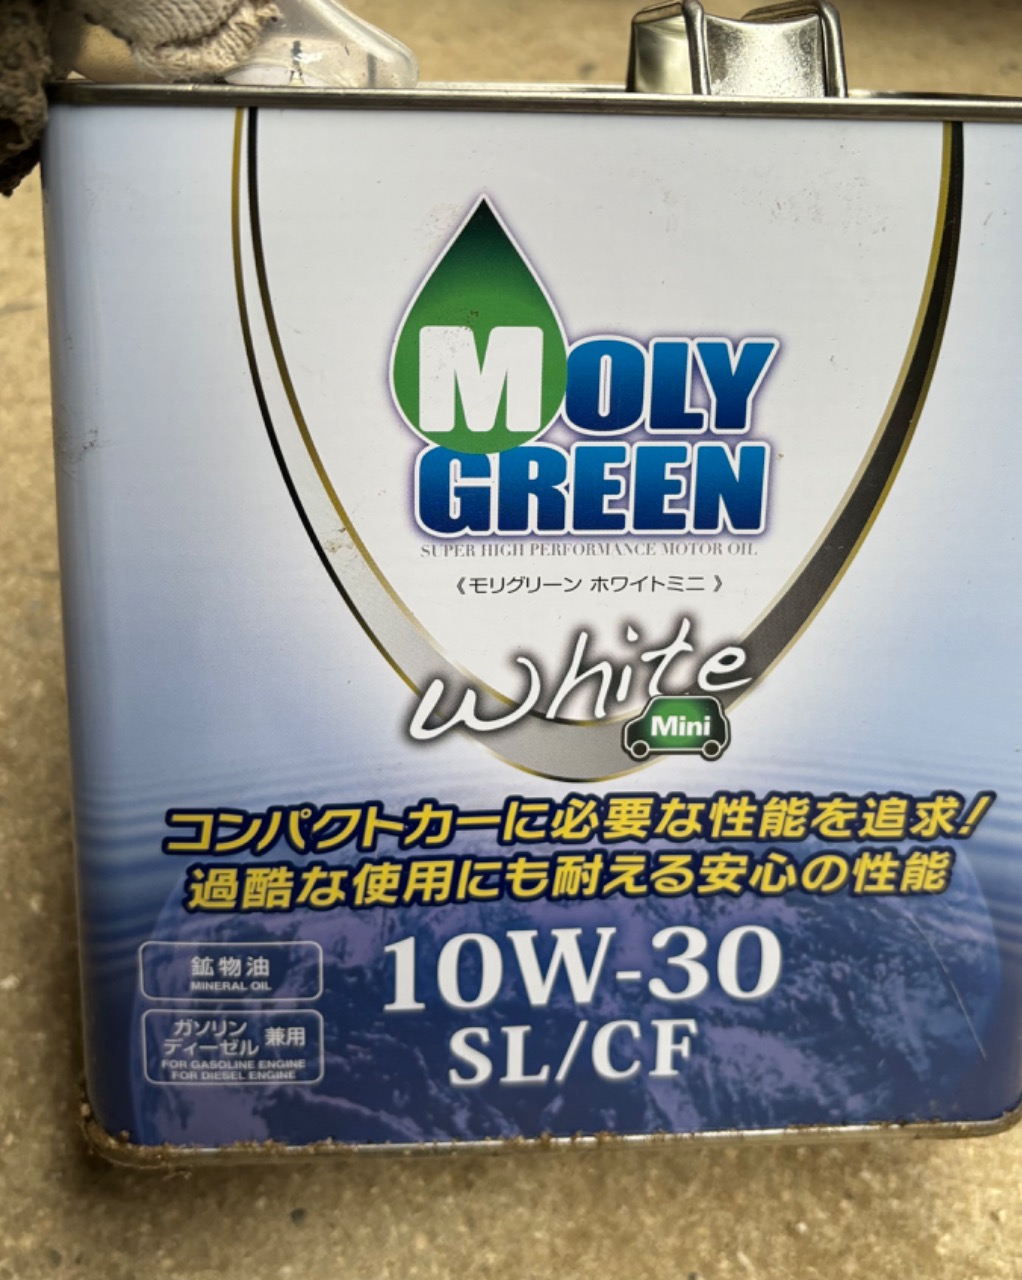 MOLY
GREEN
SUPER HIGH PERFORMANCE MOTOR OIL
《モリグリーン ホワイトミニ》
White
Mini
コンパクトカーに必要な性能を追求!
過酷な使用にも耐える安心の性能
鉱物油
MINERAL OIL
10W-30
ガソリン
ディーゼル 兼用
FOR GASOLINE ENGINE
FOR DIESEL ENGINE
SL/CF